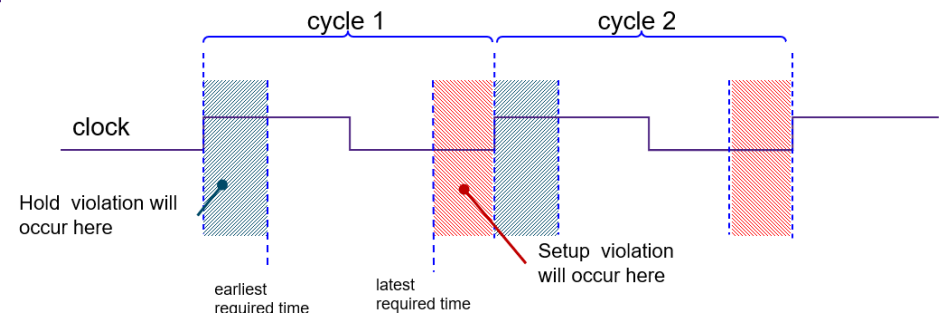 cycle 1
cycle 2
clock
Hold violation will
occur here
Setup violation
will occur here
earliest
required time
latest
required time